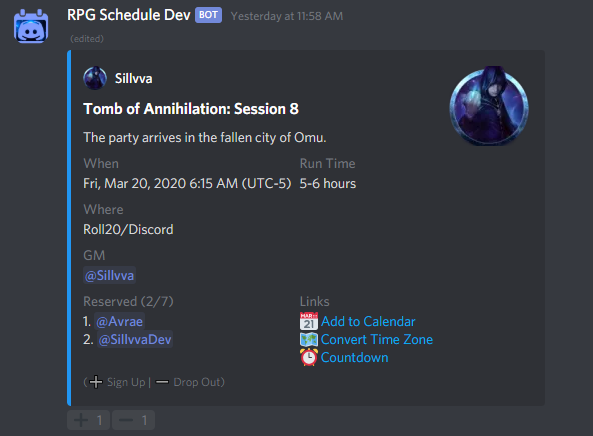 RPG Schedule Dev BOT Yesterday at 11:58 AM
(edited)
Sillvva
Tomb of Annihilation: Session 8
The party arrives in the fallen city of Omu.
When Run Time
Fri, Mar 20, 2020 6:15 AM (UTC-5) 5-6 hours
Where
Roll20/Discord
GM
@Sillvva
Reserved (2/7) Links
1. @Avrae MAR 21 Add to Calendar
2. @SillvvaDev Convert Time Zone
Countdown
(➕ Sign Up | ➖ Drop Out)
➕ 1 ➖ 1